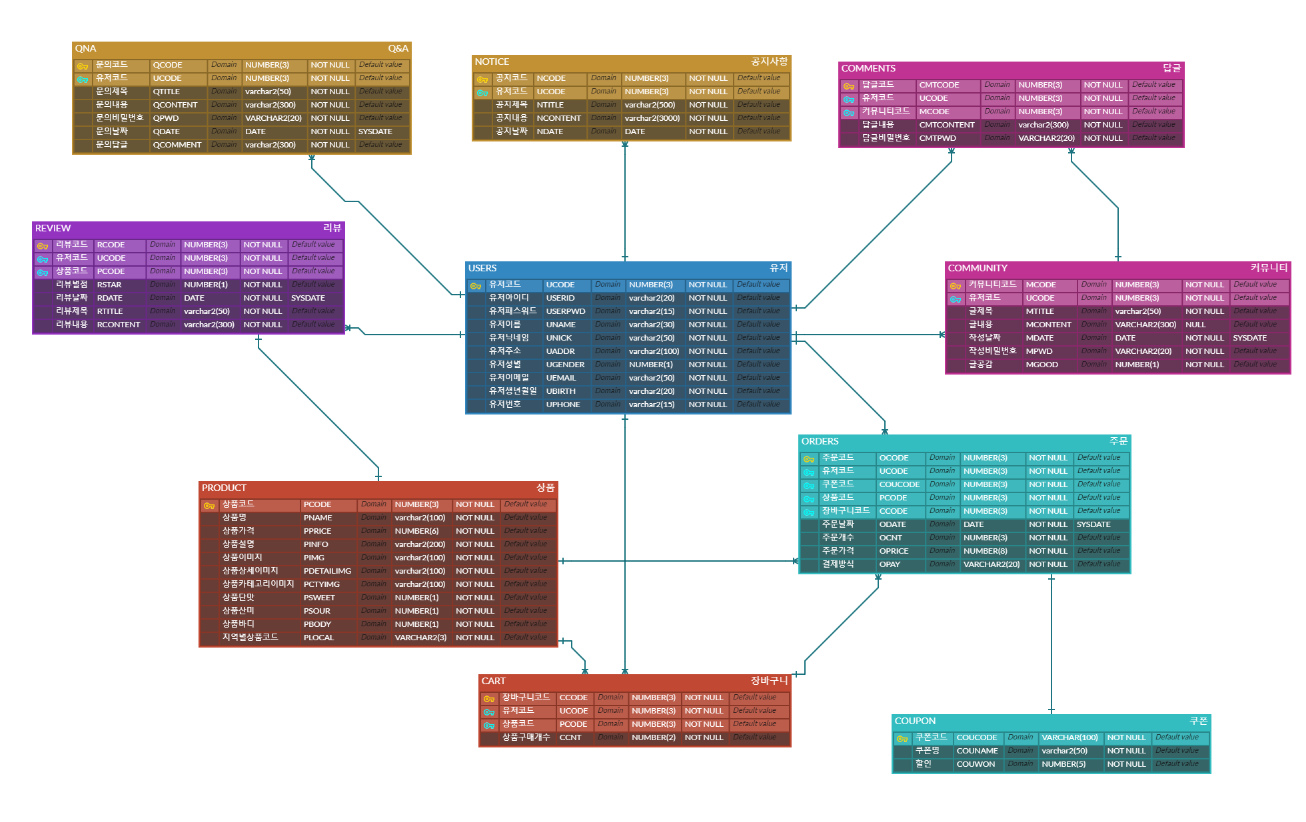 QNA Q&A
문의코드 QCODE Domain NUMBER(3) NOT NULL Default value
유저코드 UCODE Domain NUMBER(3) NOT NULL Default value
문의제목 QTITLE Domain varchar2(50) NOT NULL Default value
문의내용 QCONTENT Domain varchar2(300) NOT NULL Default value
문의비밀번호 QPWD Domain VARCHAR2(20) NOT NULL Default value
문의날짜 QDATE Domain DATE NOT NULL SYSDATE
문의답글 QCOMMENT Domain varchar2(300) NOT NULL Default value
NOTICE 공지사항
공지코드 NCODE Domain NUMBER(3) NOT NULL Default value
유저코드 UCODE Domain NUMBER(3) NOT NULL Default value
공지제목 NTITLE Domain varchar2(500) NOT NULL Default value
공지내용 NCONTENT Domain varchar2(3000) NOT NULL Default value
공지날짜 NDATE Domain DATE NOT NULL Default value
COMMENTS 답글
답글코드 CMTCODE Domain NUMBER(3) NOT NULL Default value
유저코드 UCODE Domain NUMBER(3) NOT NULL Default value
커뮤니티코드 MCODE Domain NUMBER(3) NOT NULL Default value
답글내용 CMTCONTENT Domain varchar2(300) NOT NULL Default value
답글비밀번호 CMTPWD Domain VARCHAR2(20) NOT NULL Default value
REVIEW 리뷰
리뷰코드 RCODE Domain NUMBER(3) NOT NULL Default value
유저코드 UCODE Domain NUMBER(3) NOT NULL Default value
상품코드 PCODE Domain NUMBER(3) NOT NULL Default value
리뷰별점 RSTAR Domain NUMBER(1) NOT NULL Default value
리뷰날짜 RDATE Domain DATE NOT NULL SYSDATE
리뷰제목 RTITLE Domain varchar2(50) NOT NULL Default value
리뷰내용 RCONTENT Domain varchar2(300) NOT NULL Default value
USERS 유저
유저코드 UCODE Domain NUMBER(3) NOT NULL Default value
유저아이디 USERID Domain varchar2(20) NOT NULL Default value
유저패스워드 USERPWD Domain varchar2(15) NOT NULL Default value
유저이름 UNAME Domain varchar2(30) NOT NULL Default value
유저닉네임 UNICK Domain varchar2(50) NOT NULL Default value
유저주소 UADDR Domain varchar2(100) NOT NULL Default value
유저성별 UGENDER Domain NUMBER(1) NOT NULL Default value
유저이메일 UEMAIL Domain varchar2(50) NOT NULL Default value
유저생년월일 UBIRTH Domain varchar2(20) NOT NULL Default value
유저번호 UPHONE Domain varchar2(15) NOT NULL Default value
COMMUNITY 커뮤니티
커뮤니티코드 MCODE Domain NUMBER(3) NOT NULL Default value
유저코드 UCODE Domain NUMBER(3) NOT NULL Default value
글제목 MTITLE Domain varchar2(50) NOT NULL Default value
글내용 MCONTENT Domain VARCHAR2(300) NULL Default value
작성날짜 MDATE Domain DATE NOT NULL SYSDATE
작성비밀번호 MPWD Domain VARCHAR2(20) NOT NULL Default value
글공감 MGOOD Domain NUMBER(1) NOT NULL Default value
ORDERS 주문
주문코드 OCODE Domain NUMBER(3) NOT NULL Default value
유저코드 UCODE Domain NUMBER(3) NOT NULL Default value
쿠폰코드 COUCODE Domain NUMBER(3) NOT NULL Default value
상품코드 PCODE Domain NUMBER(3) NOT NULL Default value
장바구니코드 CCODE Domain NUMBER(3) NOT NULL Default value
주문날짜 ODATE Domain DATE NOT NULL SYSDATE
주문개수 OCNT Domain NUMBER(3) NOT NULL Default value
주문가격 OPRICE Domain NUMBER(8) NOT NULL Default value
결제방식 OPAY Domain VARCHAR2(20) NOT NULL Default value
PRODUCT 상품
상품코드 PCODE Domain NUMBER(3) NOT NULL Default value
상품명 PNAME Domain varchar2(100) NOT NULL Default value
상품가격 PPRICE Domain NUMBER(6) NOT NULL Default value
상품설명 PINFO Domain varchar2(200) NOT NULL Default value
상품이미지 PIMG Domain varchar2(100) NOT NULL Default value
상품상세이미지 PDETAILIMG Domain varchar2(100) NOT NULL Default value
상품카테고리이미지 PCTYIMG Domain varchar2(100) NOT NULL Default value
상품단맛 PSWEET Domain NUMBER(1) NOT NULL Default value
상품산미 PSOUR Domain NUMBER(1) NOT NULL Default value
상품바디 PBODY Domain NUMBER(1) NOT NULL Default value
지역별상품코드 PLOCAL Domain VARCHAR2(3) NOT NULL Default value
CART 장바구니
장바구니코드 CCODE Domain NUMBER(3) NOT NULL Default value
유저코드 UCODE Domain NUMBER(3) NOT NULL Default value
상품코드 PCODE Domain NUMBER(3) NOT NULL Default value
상품구매개수 CCNT Domain NUMBER(2) NOT NULL Default value
COUPON 쿠폰
쿠폰코드 COUCODE Domain VARCHAR(100) NOT NULL Default value
쿠폰명 COUNAME Domain varchar2(50) NOT NULL Default value
할인 COUWON Domain NUMBER(5) NOT NULL Default value